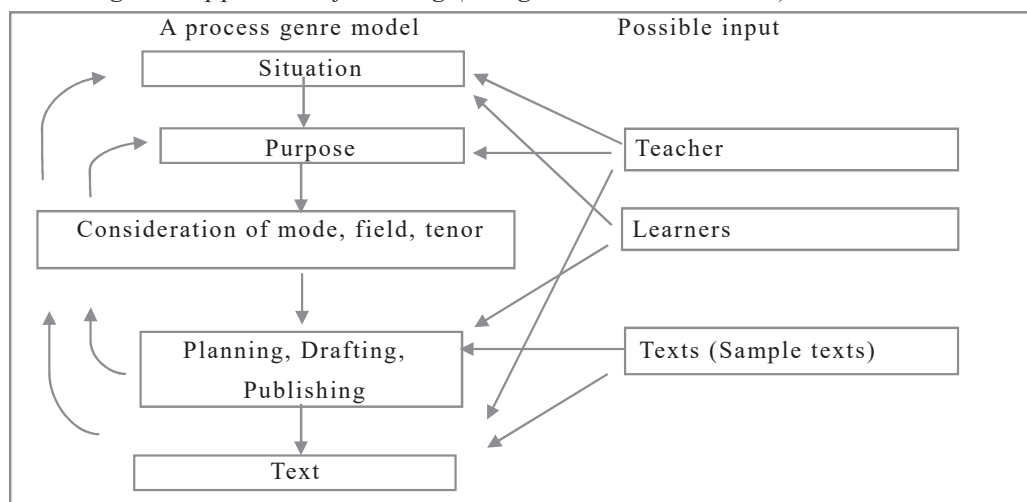 A process genre model
Possible input
Situation
Purpose
Teacher
Consideration of mode, field, tenor
Learners
Planning, Drafting,
Publishing
Texts (Sample texts)
Text